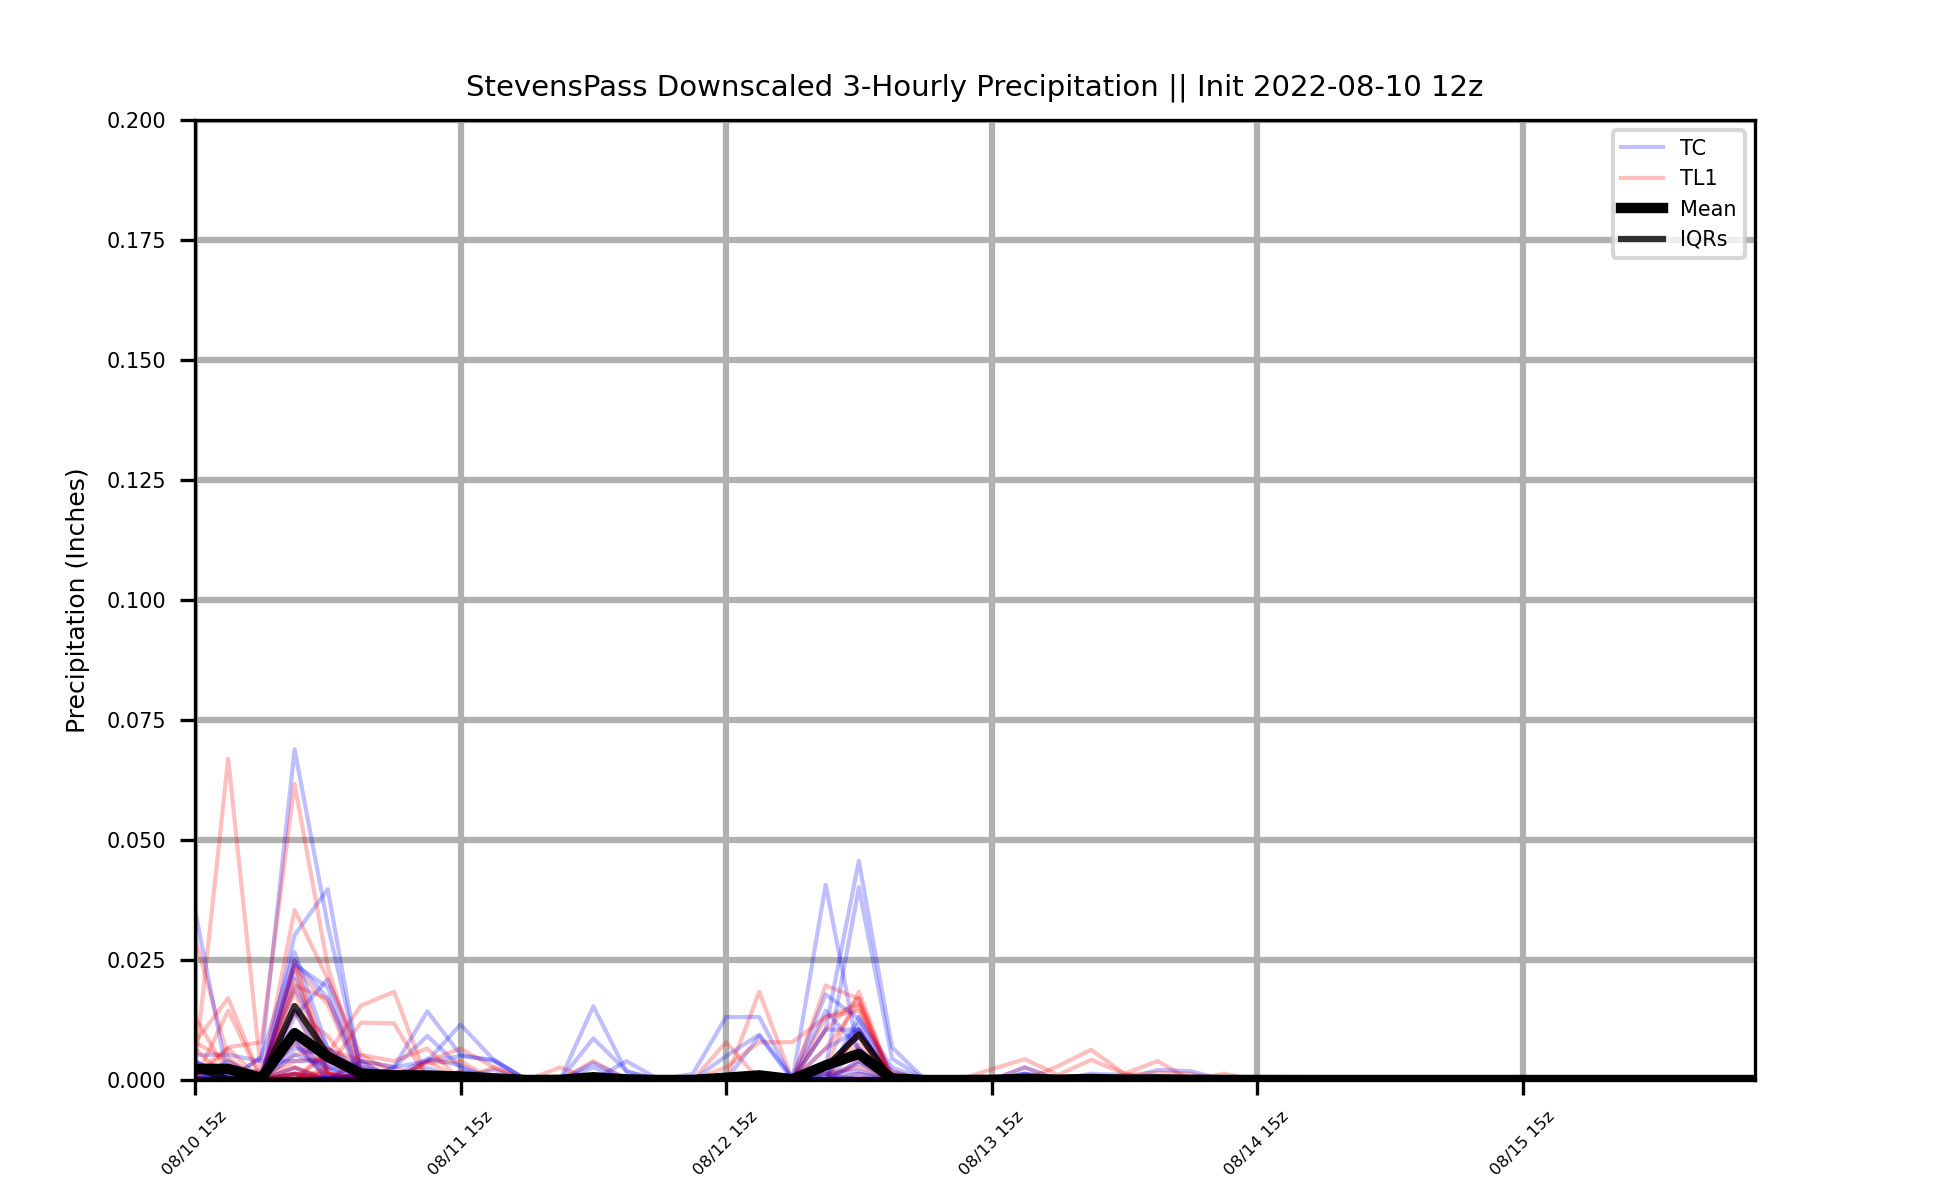 StevensPass Downscaled 3-Hourly Precipitation || Init 2022-08-10 12z
0.200
0.175
0.150
0.125
0.100
0.075
0.050
0.025
0.000
Precipitation (Inches)
TC
TL1
Mean
IQRs
08/10 15z
08/11 15z
08/12 15z
08/13 15z
08/14 15z
08/15 15z